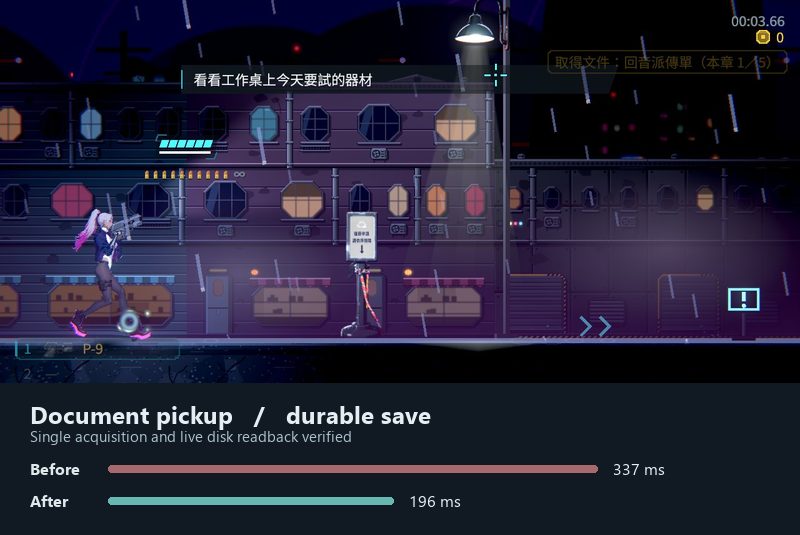 00:03.66
0
看看工作桌上今天要試的器材
取得文件：回音派傳單（本章 1／5）
∞
!
1 P-9
2
Document pickup / durable save
Single acquisition and live disk readback verified
Before 337 ms
After 196 ms